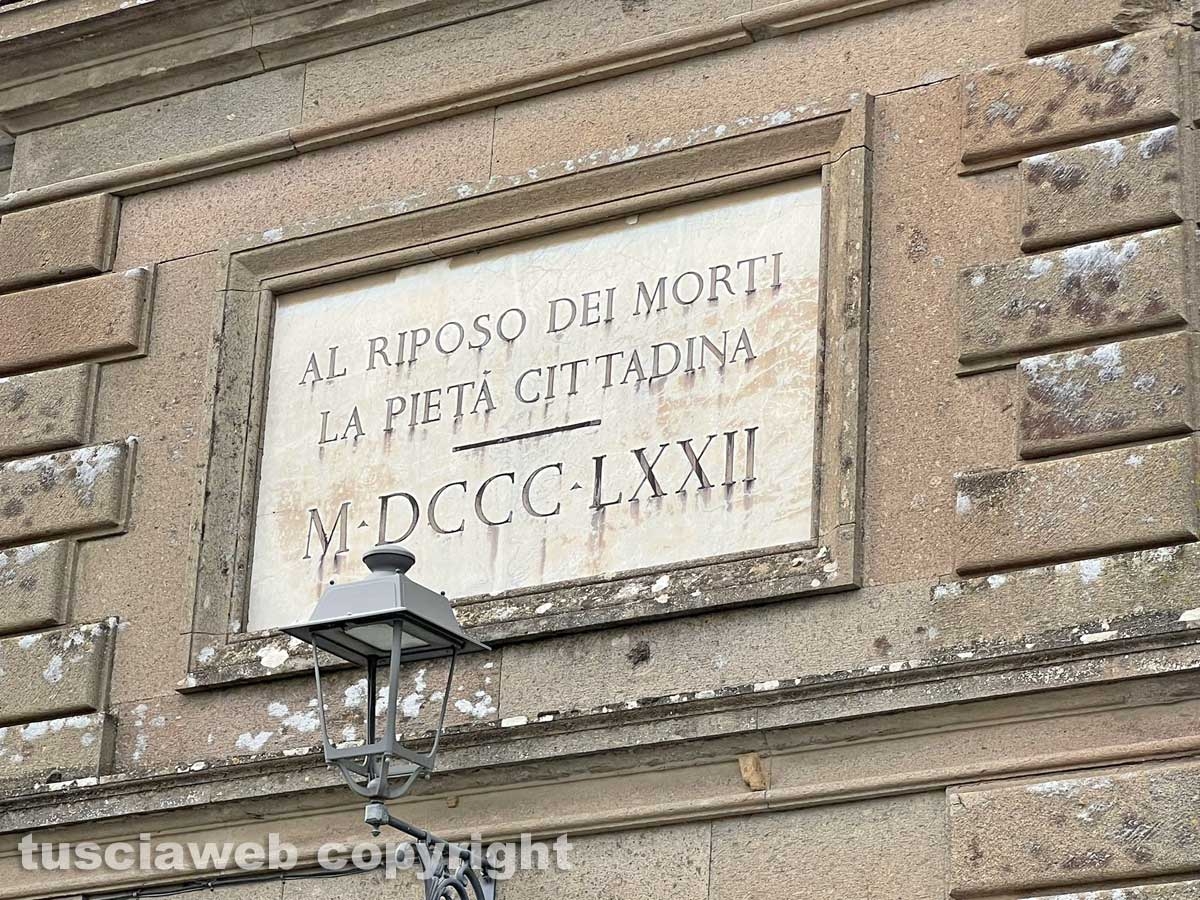 AL RIPOSO DEI MORTI
LA PIETÀ CITTADINA
M·DCCC·LXXII
tusciaweb copyright